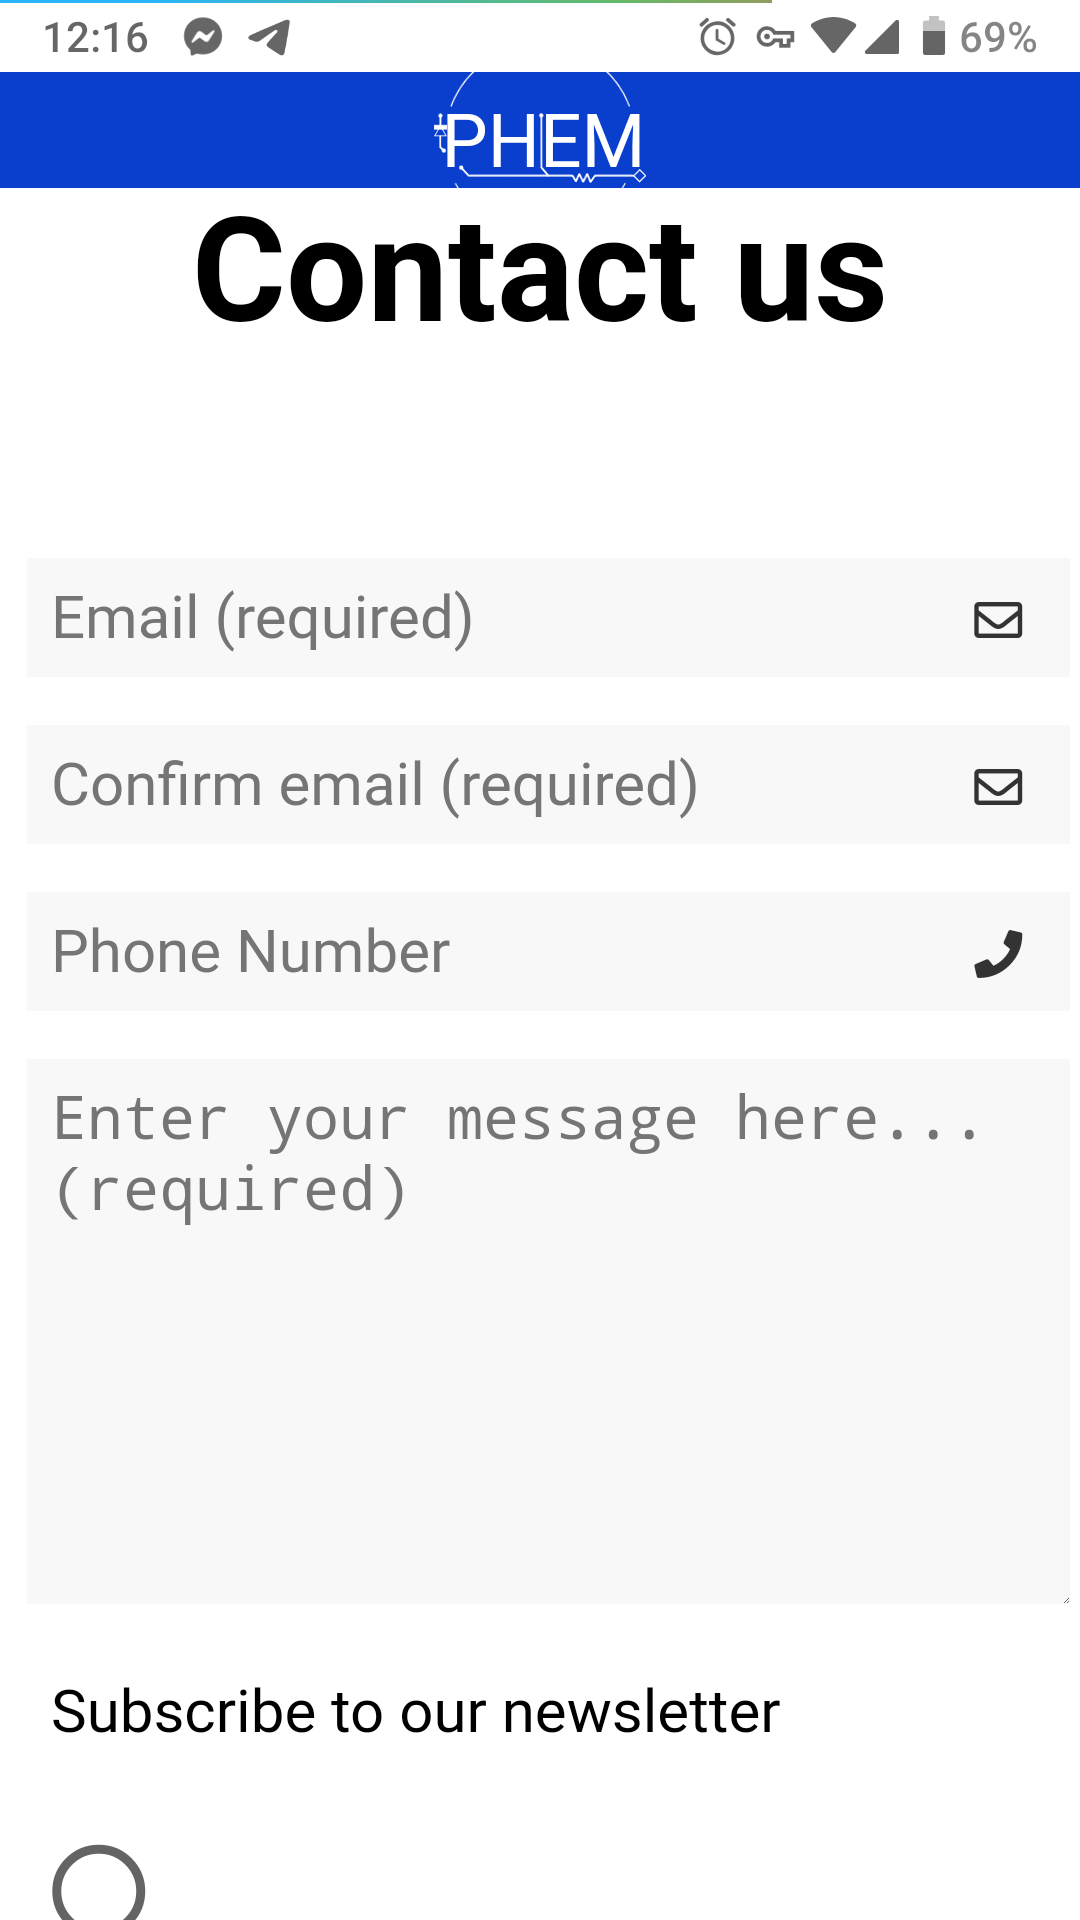 12:16
69%
PHEM
Contact us
Email (required)
Confirm email (required)
Phone Number
Enter your message here...
(required)
Subscribe to our newsletter